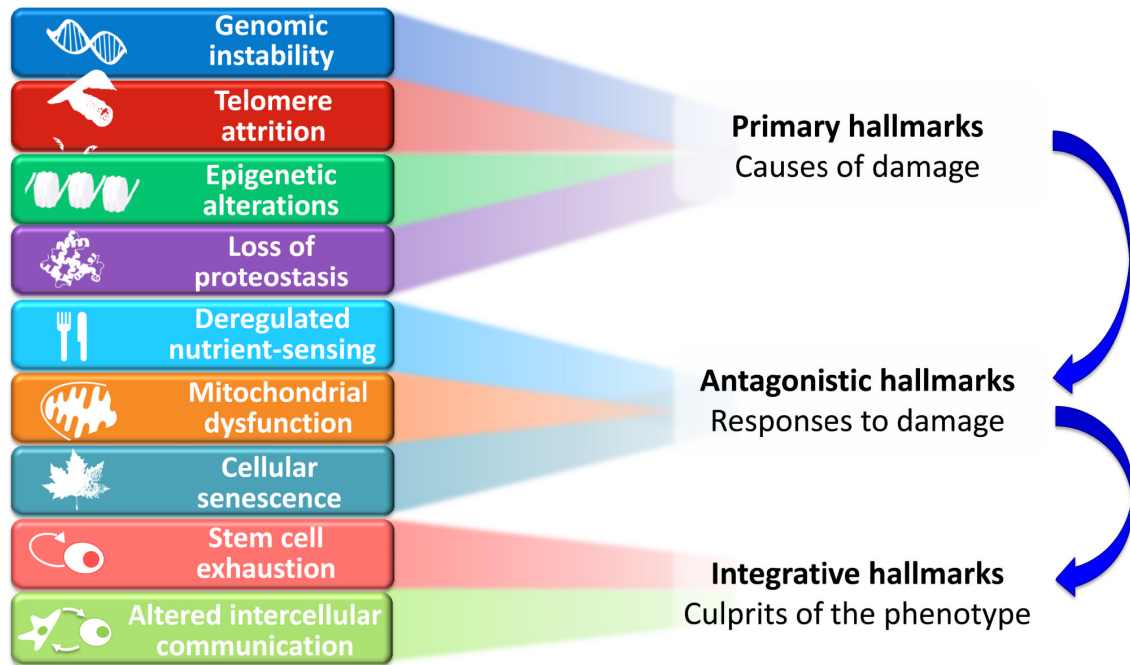 Genomic
instability
Telomere
attrition
Epigenetic
alterations
Loss of
proteostasis
Deregulated
nutrient-sensing
Mitochondrial
dysfunction
Cellular
senescence
Stem cell
exhaustion
Altered intercellular
communication
Primary hallmarks
Causes of damage
Antagonistic hallmarks
Responses to damage
Integrative hallmarks
Culprits of the phenotype